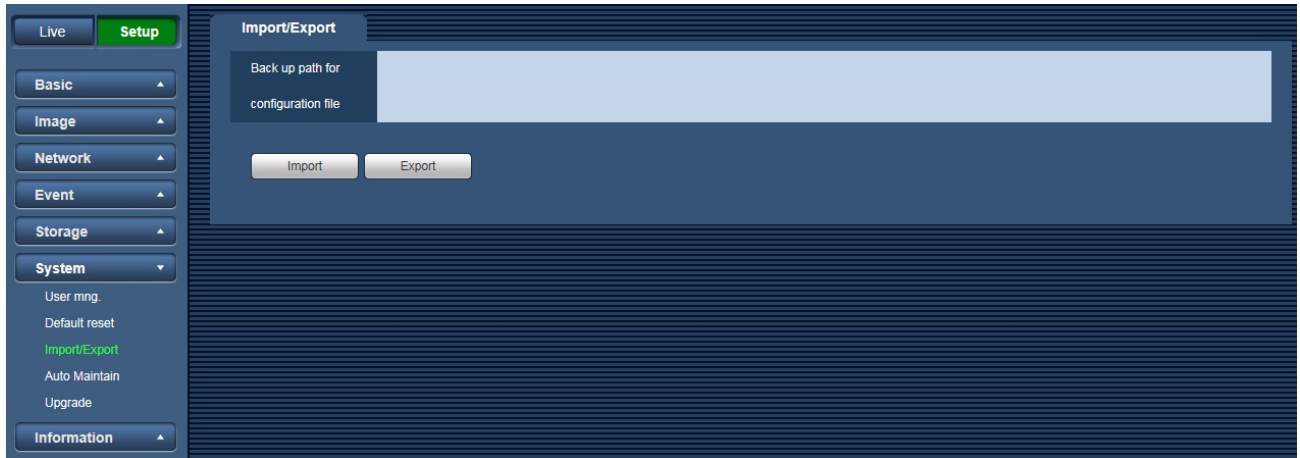 Live
Setup
Basic
Image
Network
Event
Storage
System
User mng.
Default reset
Import/Export
Auto Maintain
Upgrade
Information
Import/Export
Back up path for
configuration file
Import
Export